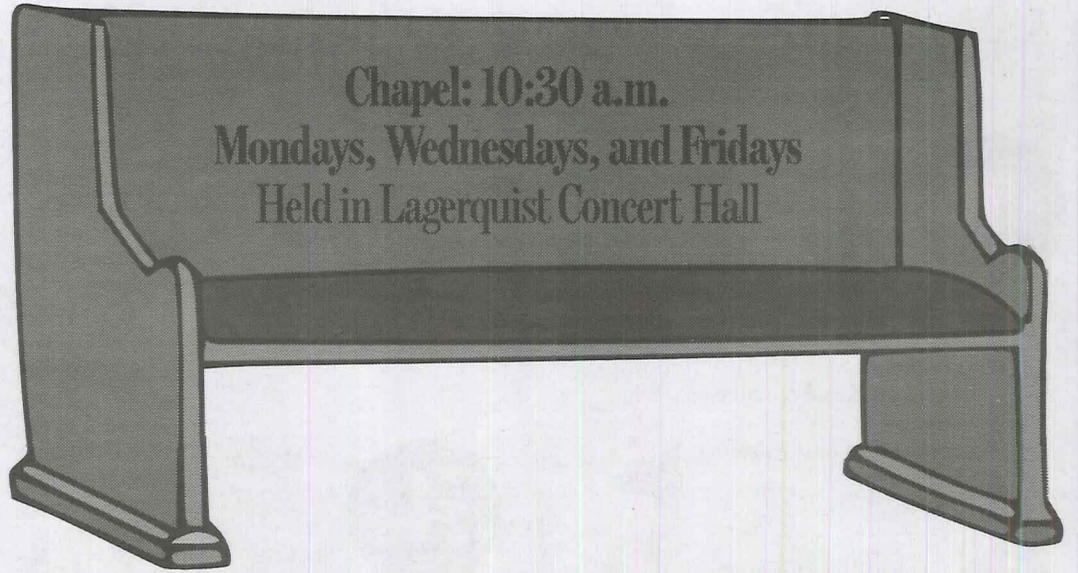 Chapel: 10:30 a.m.
Mondays, Wednesdays, and Fridays
Held in Lagerquist Concert Hall